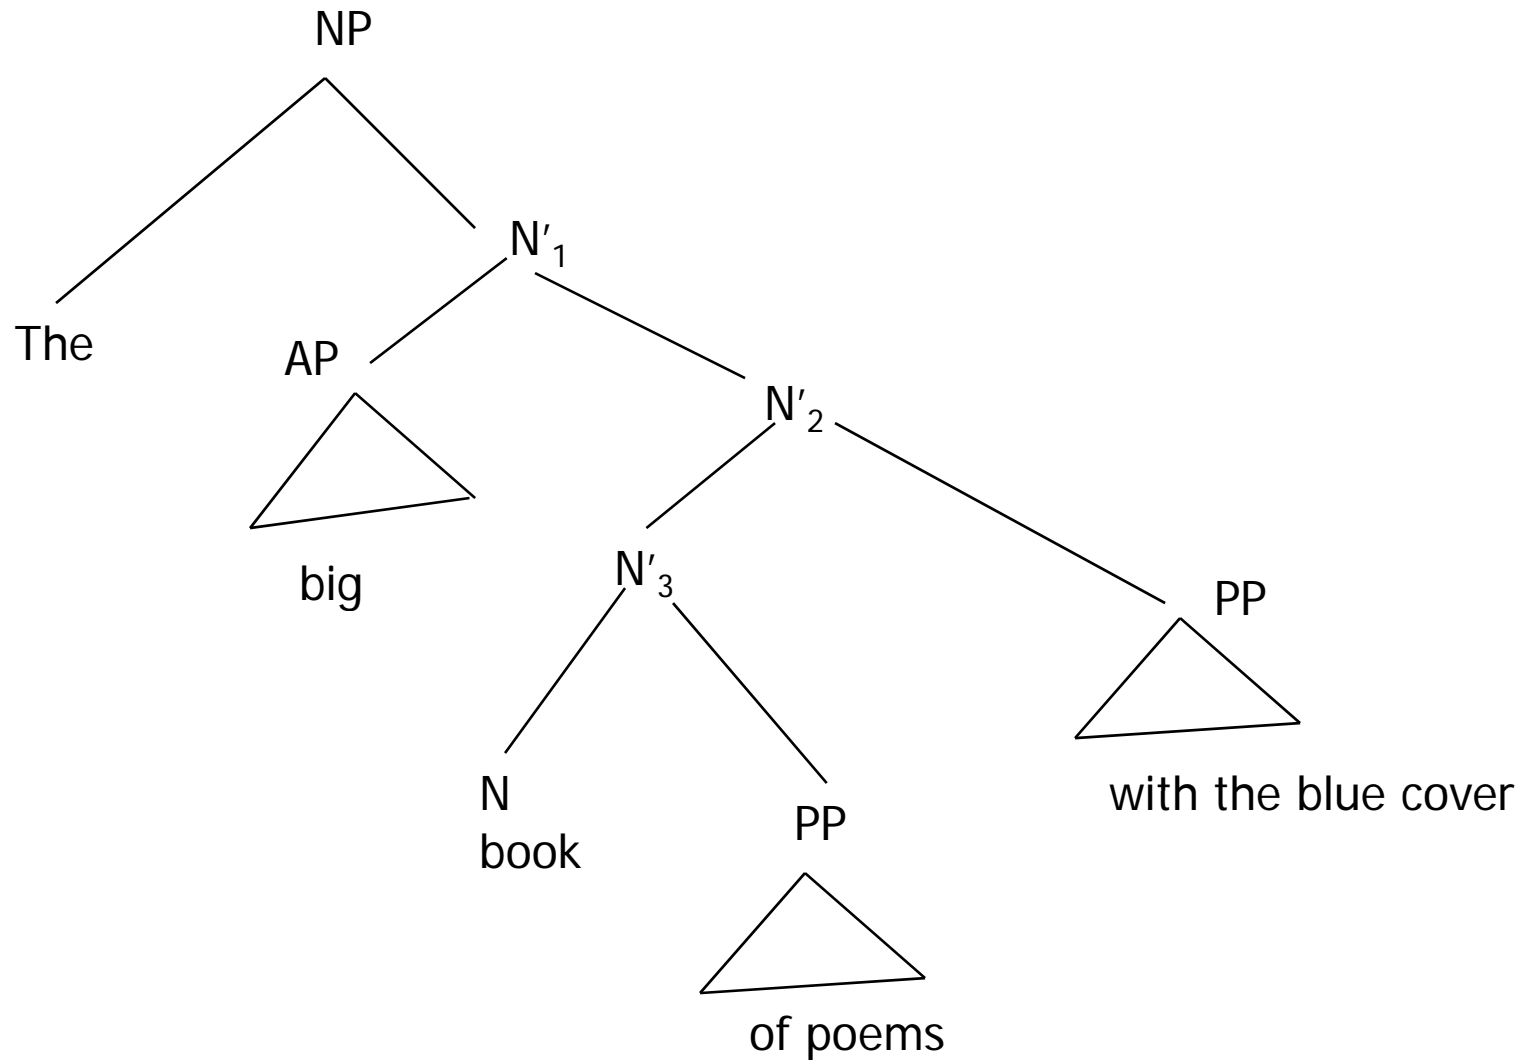 NP
N′1
The
AP
N′2
big
N′3
PP
N
book
PP
with the blue cover
of poems